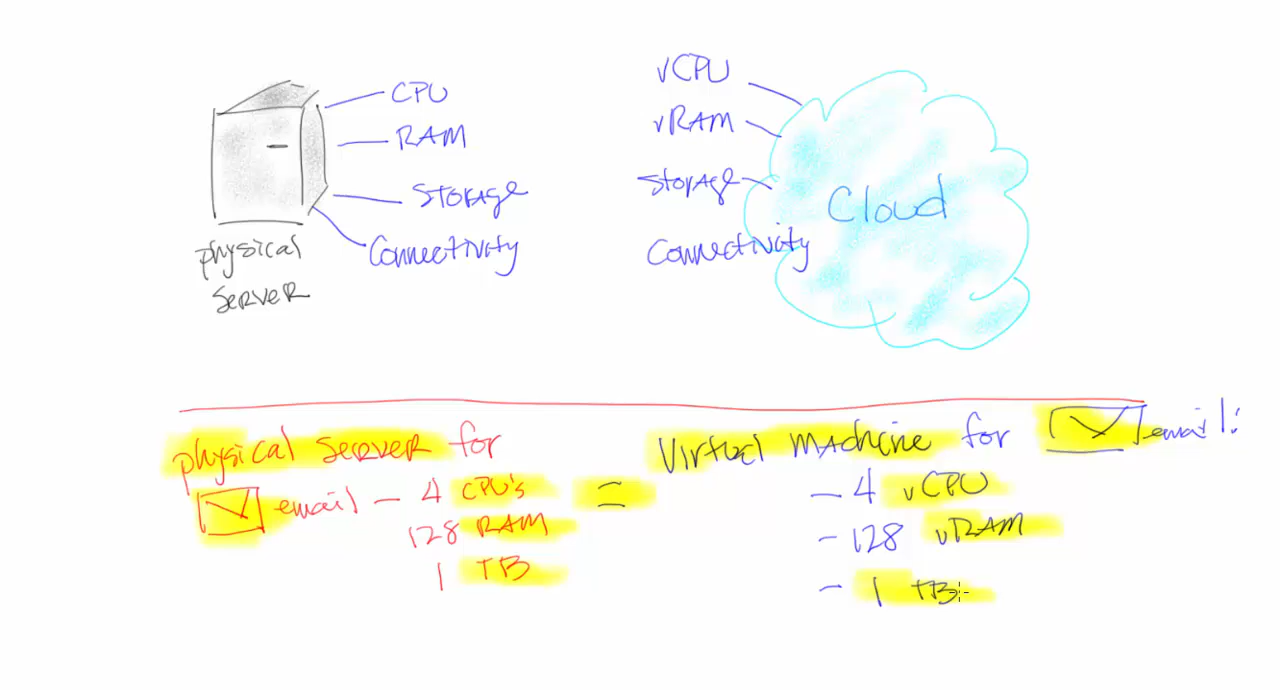 CPU
RAM
Storage
Connectivity
physical
Server
vCPU
vRAM
Storage
Connectivity
Cloud
physical Server for
email – 4 CPU's
128 RAM
1 TB
=
Virtual Machine for email:
– 4 vCPU
– 128 vRAM
– 1 TB